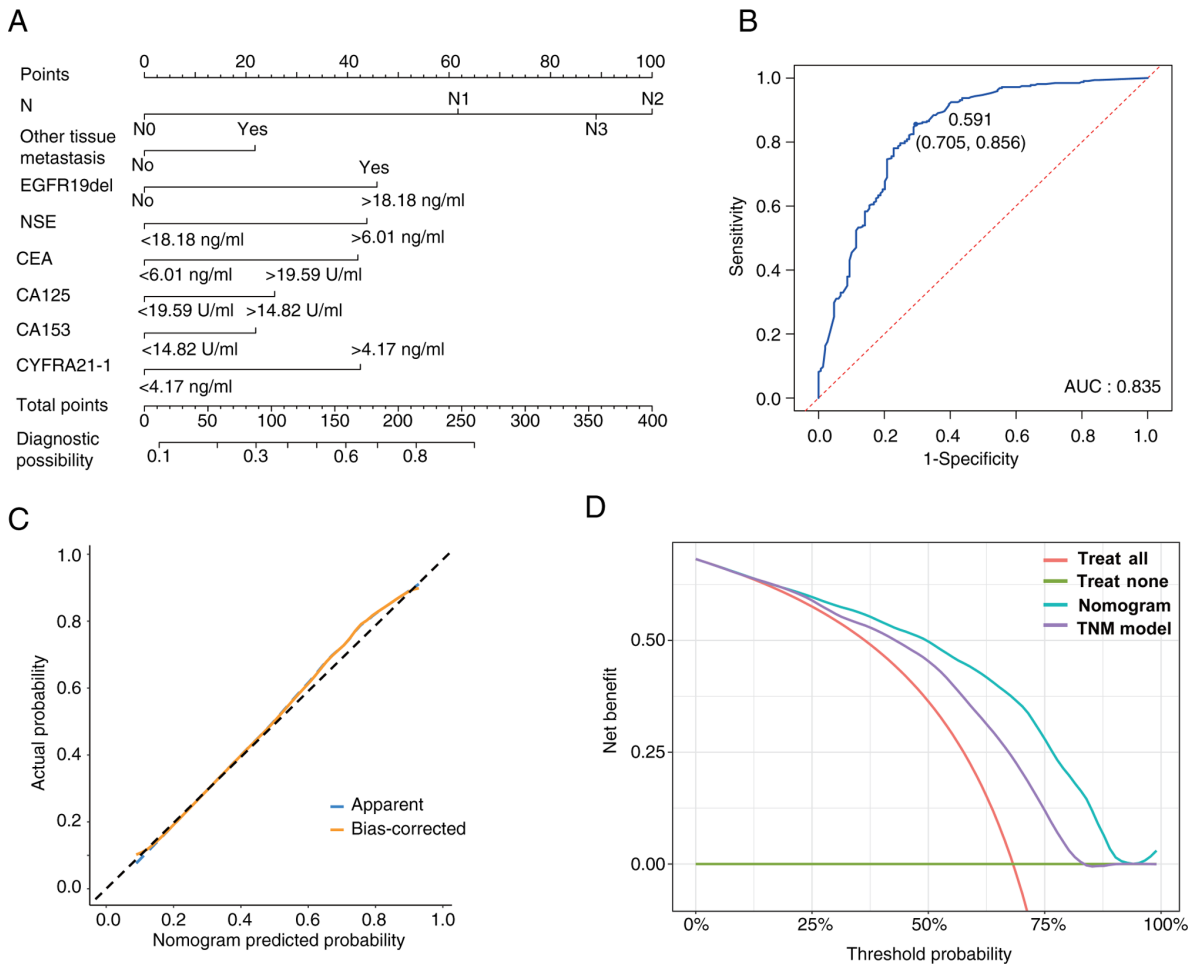 A
Points
0 20 40 60 80 100
N
N0 N1 N2 N3
Other tissue
metastasis
No Yes
EGFR19del
No Yes
NSE
<18.18 ng/ml >18.18 ng/ml
CEA
<6.01 ng/ml >6.01 ng/ml
CA125
<19.59 U/ml >19.59 U/ml
CA153
<14.82 U/ml >14.82 U/ml
CYFRA21-1
<4.17 ng/ml >4.17 ng/ml
Total points
0 50 100 150 200 250 300 350 400
Diagnostic
possibility
0.1 0.3 0.6 0.8
B
Sensitivity
1.0
0.8
0.6
0.4
0.2
0.0
0.591
(0.705, 0.856)
AUC : 0.835
0.0 0.2 0.4 0.6 0.8 1.0
1-Specificity
C
Actual probability
1.0
0.8
0.6
0.4
0.2
0.0
Apparent
Bias-corrected
0.0 0.2 0.4 0.6 0.8 1.0
Nomogram predicted probability
D
Net benefit
0.50
0.25
0.00
Treat all
Treat none
Nomogram
TNM model
0% 25% 50% 75% 100%
Threshold probability